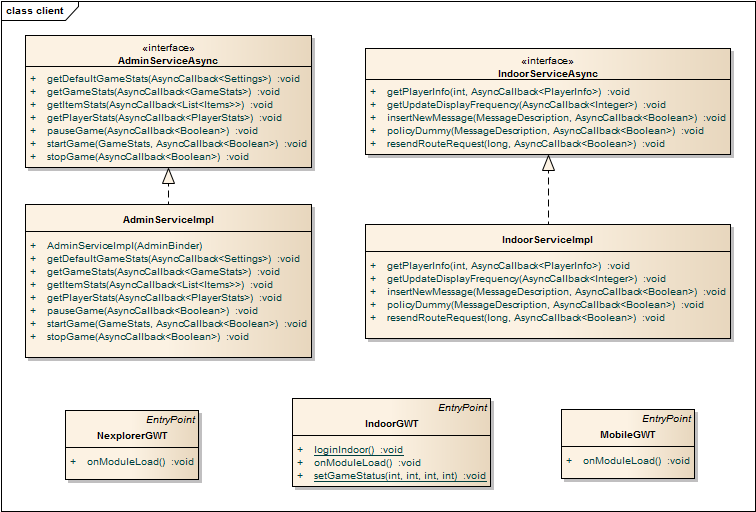 class client
«interface»
AdminServiceAsync
+ getDefaultGameStats(AsyncCallback<Settings>) :void
+ getGameStats(AsyncCallback<GameStats>) :void
+ getItemStats(AsyncCallback<List<Items>>) :void
+ getPlayerStats(AsyncCallback<PlayerStats>) :void
+ pauseGame(AsyncCallback<Boolean>) :void
+ startGame(GameStats, AsyncCallback<Boolean>) :void
+ stopGame(AsyncCallback<Boolean>) :void
«interface»
IndoorServiceAsync
+ getPlayerInfo(int, AsyncCallback<PlayerInfo>) :void
+ getUpdateDisplayFrequency(AsyncCallback<Integer>) :void
+ insertNewMessage(MessageDescription, AsyncCallback<Boolean>) :void
+ policyDummy(MessageDescription, AsyncCallback<Boolean>) :void
+ resendRouteRequest(long, AsyncCallback<Boolean>) :void
AdminServiceImpl
+ AdminServiceImpl(AdminBinder)
+ getDefaultGameStats(AsyncCallback<Settings>) :void
+ getGameStats(AsyncCallback<GameStats>) :void
+ getItemStats(AsyncCallback<List<Items>>) :void
+ getPlayerStats(AsyncCallback<PlayerStats>) :void
+ pauseGame(AsyncCallback<Boolean>) :void
+ startGame(GameStats, AsyncCallback<Boolean>) :void
+ stopGame(AsyncCallback<Boolean>) :void
IndoorServiceImpl
+ getPlayerInfo(int, AsyncCallback<PlayerInfo>) :void
+ getUpdateDisplayFrequency(AsyncCallback<Integer>) :void
+ insertNewMessage(MessageDescription, AsyncCallback<Boolean>) :void
+ policyDummy(MessageDescription, AsyncCallback<Boolean>) :void
+ resendRouteRequest(long, AsyncCallback<Boolean>) :void
EntryPoint
NexplorerGWT
+ onModuleLoad() :void
EntryPoint
IndoorGWT
+ loginIndoor() :void
+ onModuleLoad() :void
+ setGameStatus(int, int, int, int) :void
EntryPoint
MobileGWT
+ onModuleLoad() :void